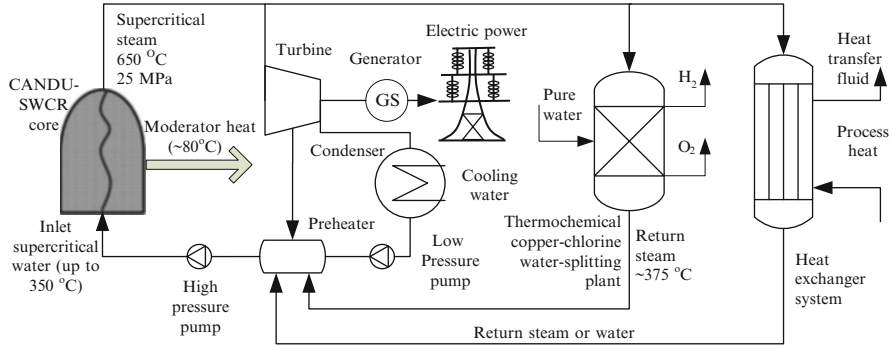 Supercritical
steam
650 °C
25 MPa
CANDU-
SWCR
core
Moderator heat
(~80°C)
Inlet
supercritical
water (up to
350 °C)
High
pressure
pump
Turbine
Generator
GS
Electric power
Condenser
Cooling
water
Preheater
Low
Pressure
pump
Pure
water
H2
O2
Thermochemical
copper-chlorine
water-splitting
plant
Return
steam
~375 °C
Heat
transfer
fluid
Process
heat
Heat
exchanger
system
Return steam or water